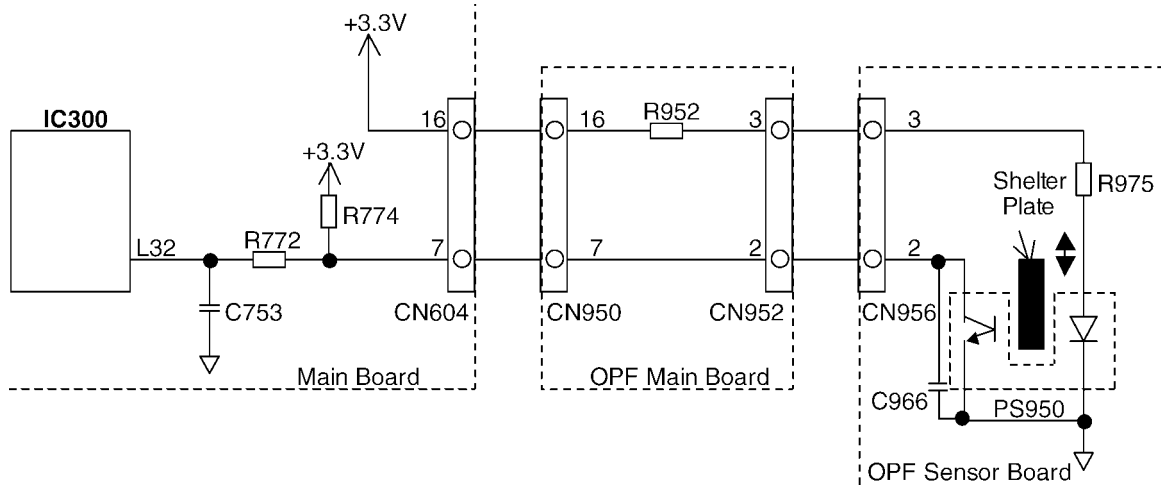 +3.3V
IC300
16
16
R952
3
3
+3.3V
R774
Shelter
Plate
R975
L32
R772
7
7
2
2
C753
CN604
CN950
CN952
CN956
Main Board
OPF Main Board
C966
PS950
OPF Sensor Board